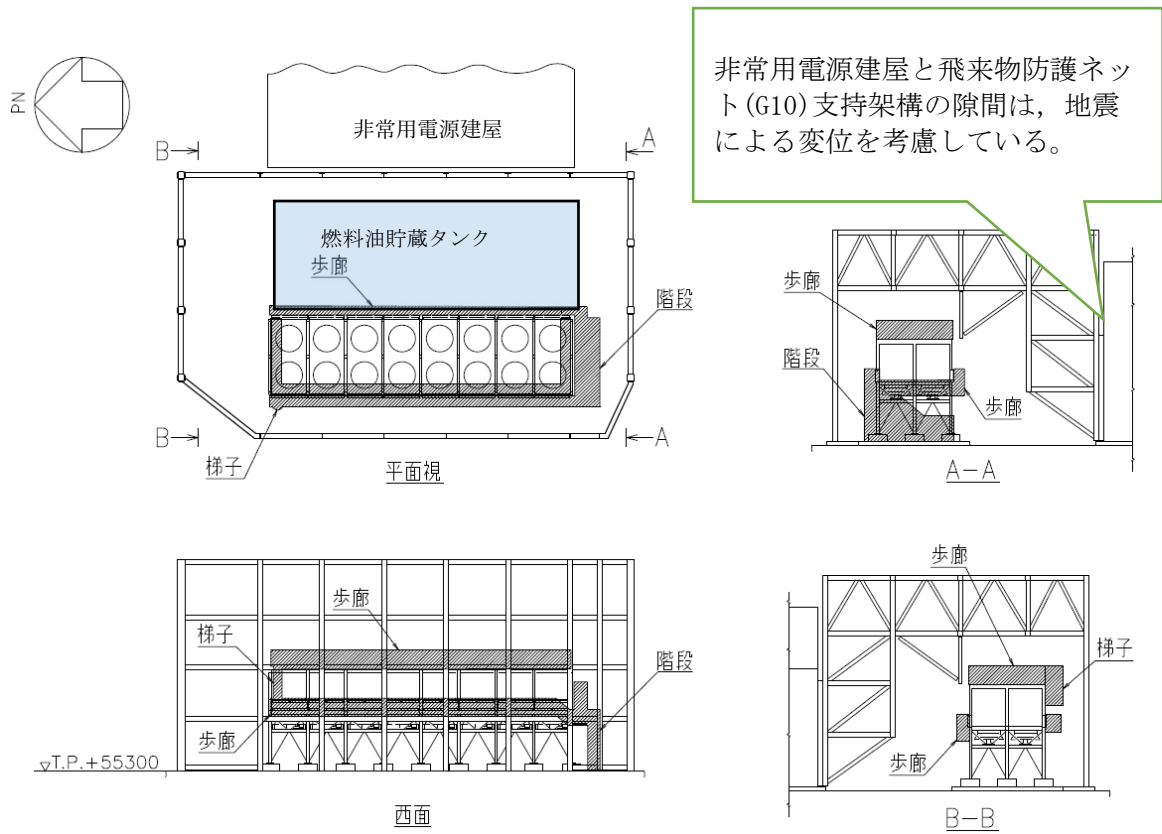 非常用電源建屋と飛来物防護ネッ
ト(G10)支持架構の隙間は，地震
による変位を考慮している。
PN
非常用電源建屋
B
A
燃料油貯蔵タンク
歩廊
階段
B
A
梯子
平面視
歩廊
階段
歩廊
A-A
歩廊
梯子
階段
歩廊
▽T.P.+55300
西面
歩廊
梯子
歩廊
B-B